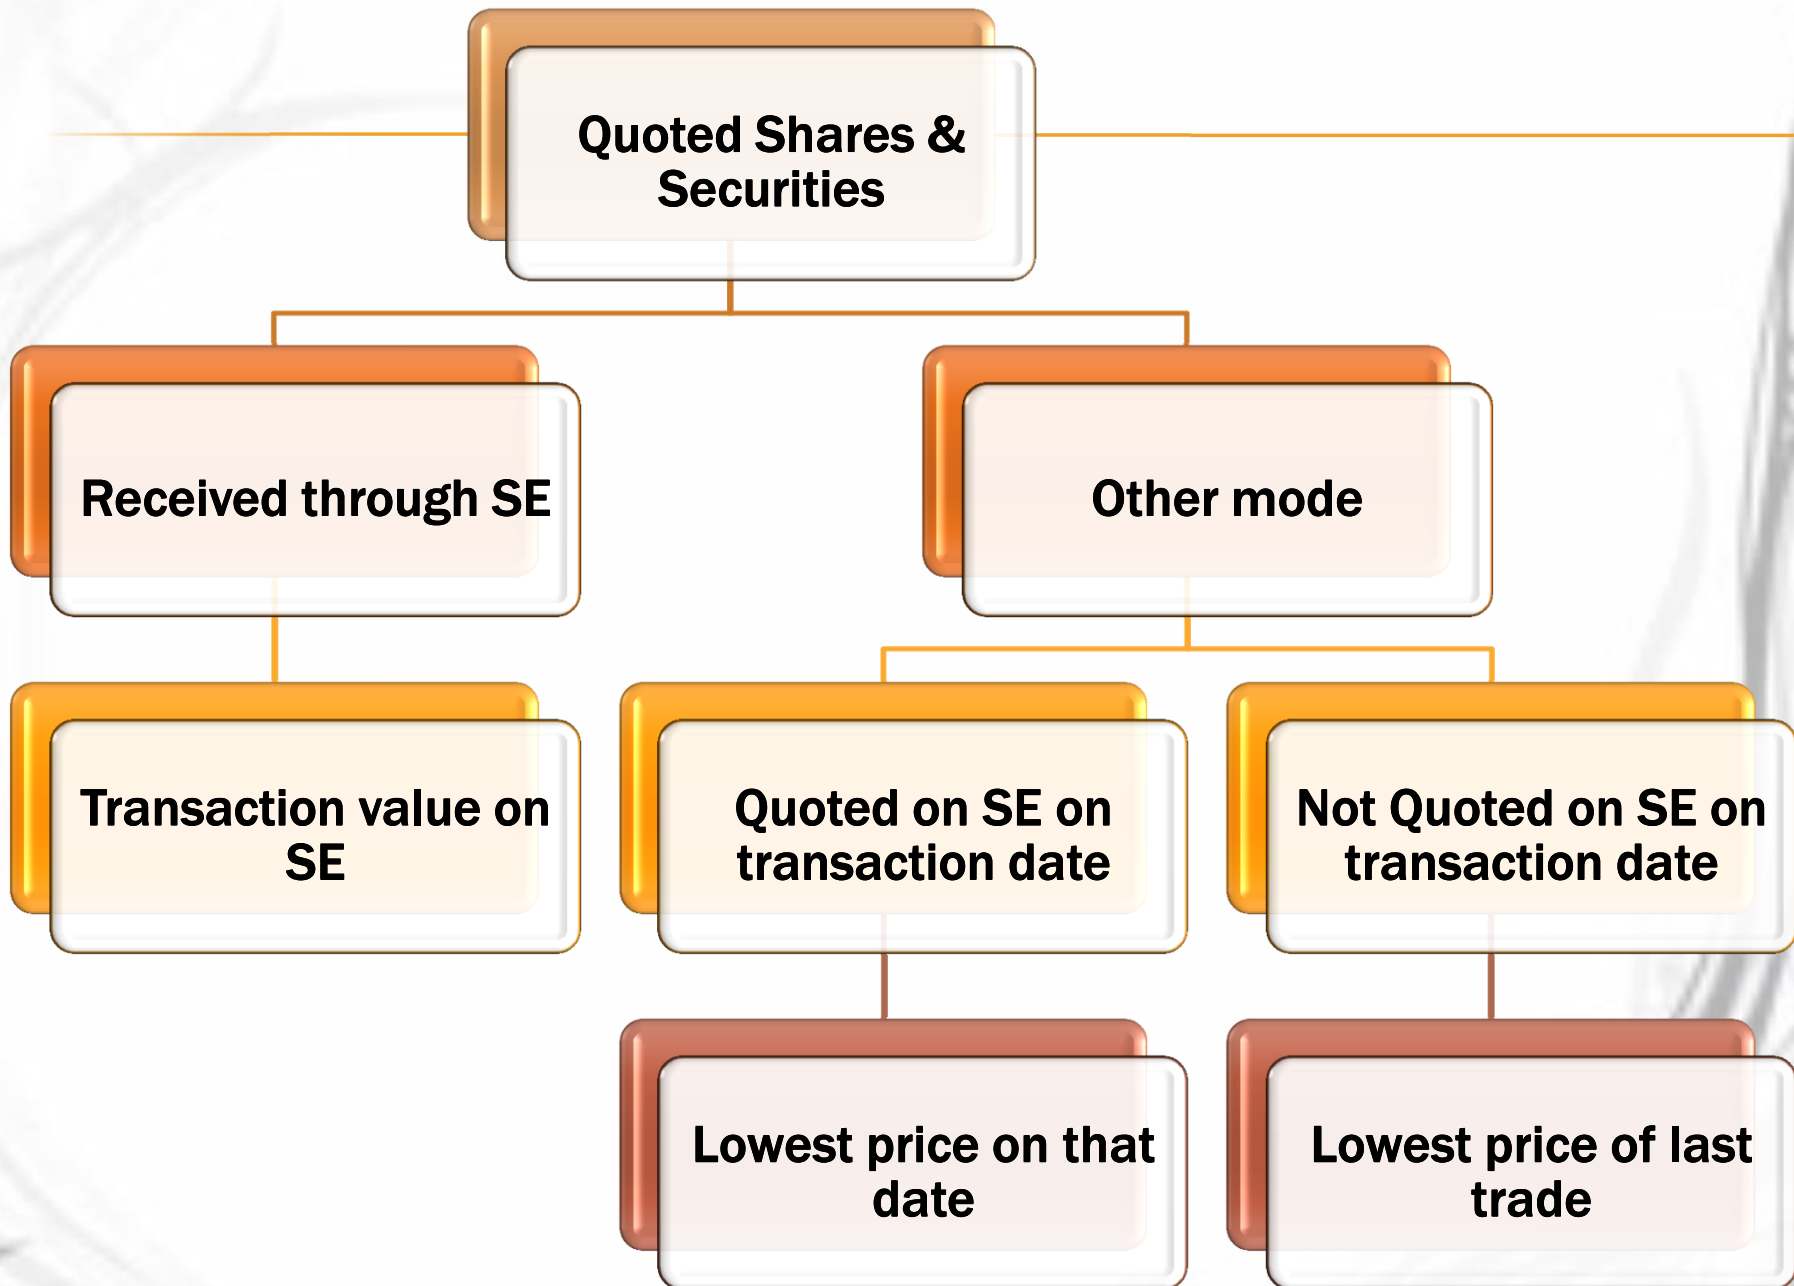 Quoted Shares &
Securities
Received through SE
Other mode
Transaction value on
SE
Quoted on SE on
transaction date
Not Quoted on SE on
transaction date
Lowest price on that
date
Lowest price of last
trade